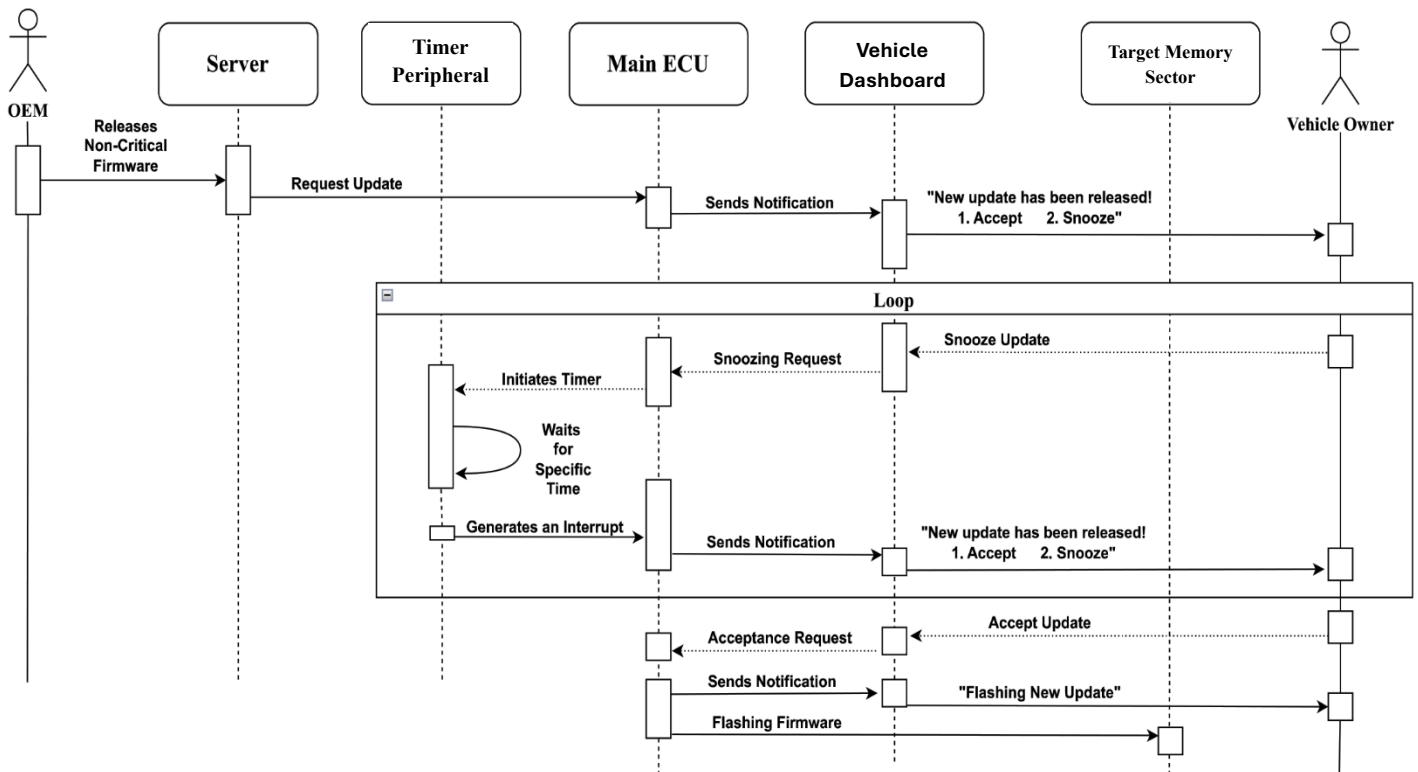 Server
Timer
Peripheral
Main ECU
Vehicle
Dashboard
Target Memory
Sector
OEM
Vehicle Owner
Releases
Non-Critical
Firmware
Request Update
Sends Notification
"New update has been released!
1. Accept 2. Snooze"
Loop
Snooze Update
Snoozing Request
Initiates Timer
Waits
for
Specific
Time
Generates an Interrupt
Sends Notification
"New update has been released!
1. Accept 2. Snooze"
Accept Update
Acceptance Request
Sends Notification
"Flashing New Update"
Flashing Firmware